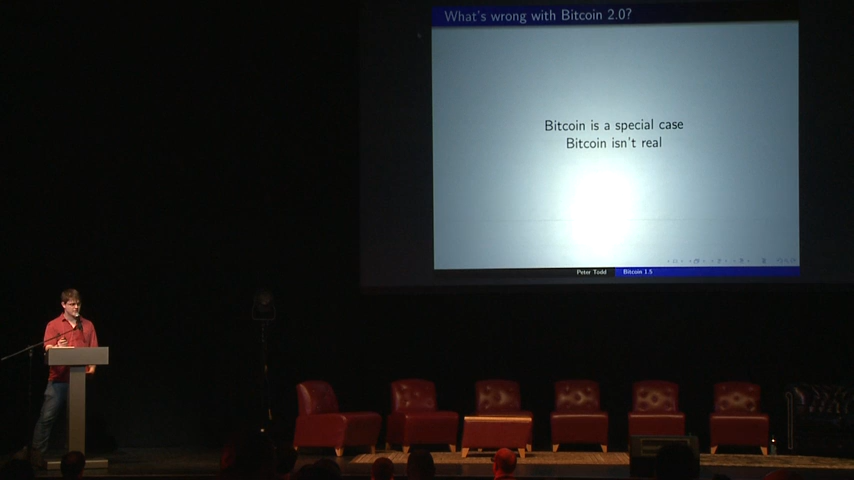 What's wrong with Bitcoin 2.0?
Bitcoin is a special case
Bitcoin isn't real
Peter Todd Bitcoin 1.5